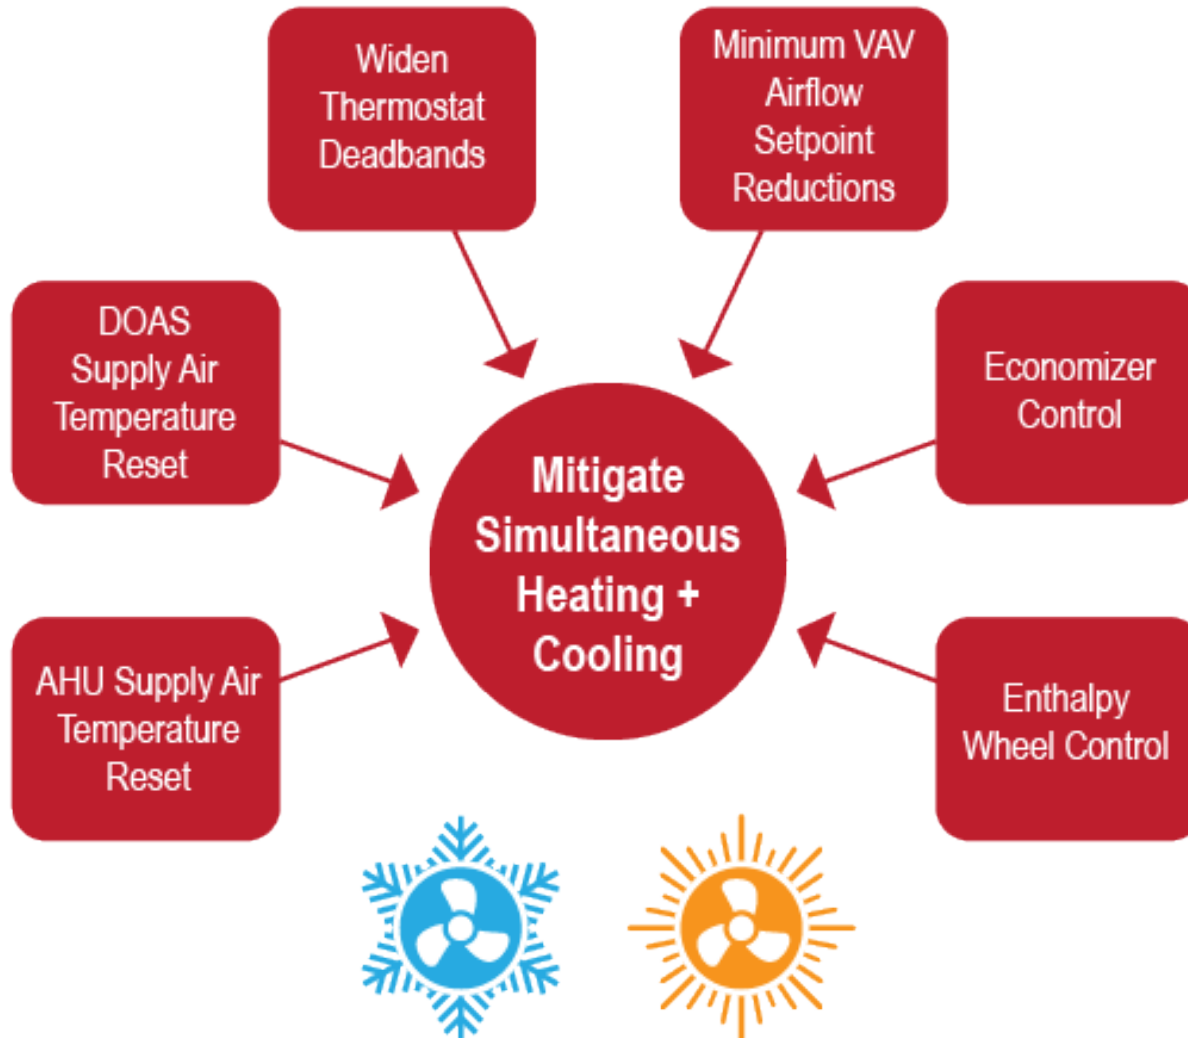 Widen
Thermostat
Deadbands
Minimum VAV
Airflow
Setpoint
Reductions
DOAS
Supply Air
Temperature
Reset
Economizer
Control
Mitigate
Simultaneous
Heating +
Cooling
AHU Supply Air
Temperature
Reset
Enthalpy
Wheel Control